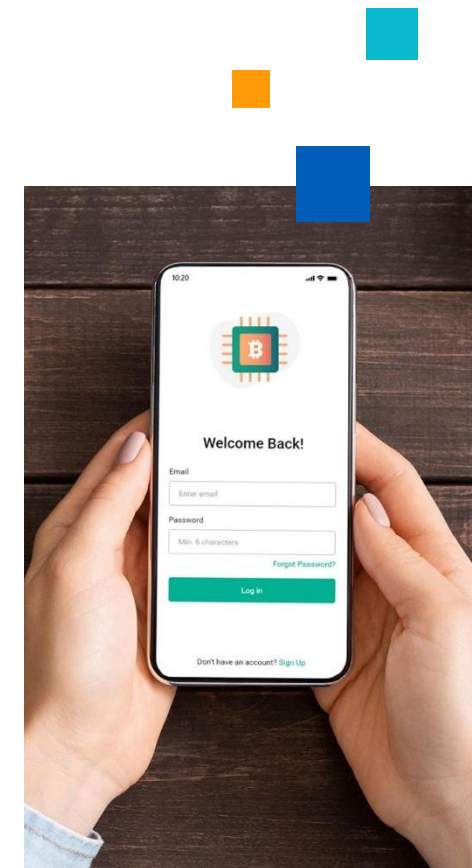 10:20
₿
Welcome Back!
Email
Enter email
Password
Min. 6 characters
Forgot Password?
Log in
Don't have an account? Sign Up